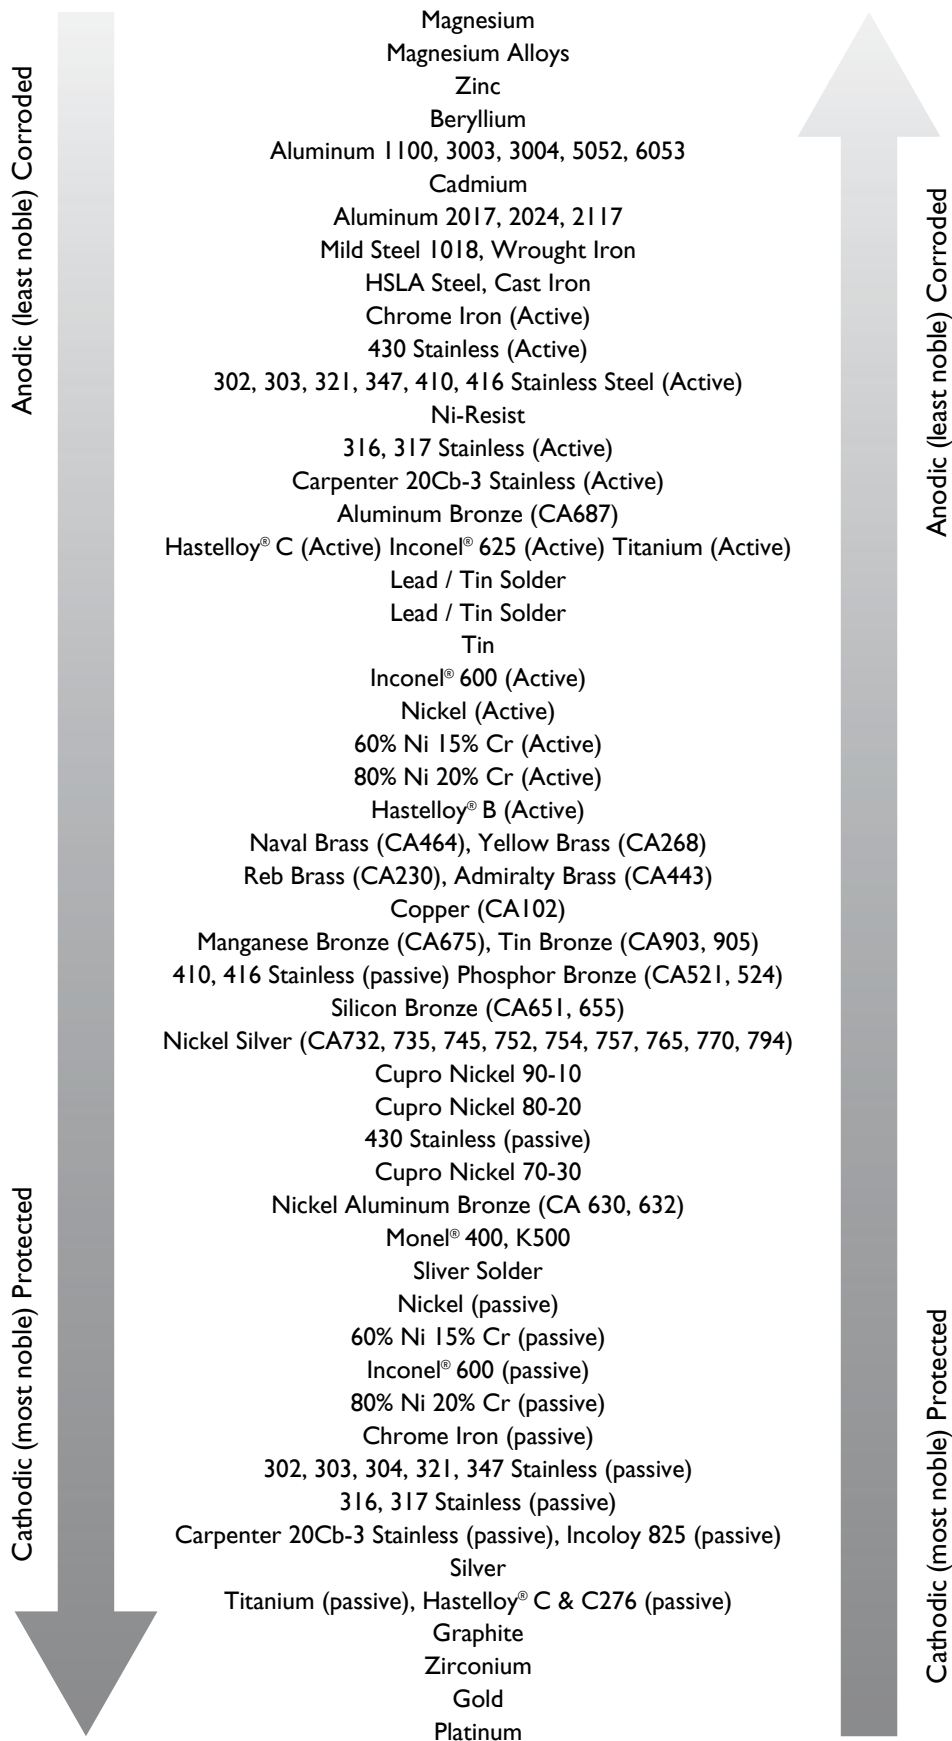 Magnesium
Magnesium Alloys
Zinc
Beryllium
Aluminum 1100, 3003, 3004, 5052, 6053
Cadmium
Aluminum 2017, 2024, 2117
Mild Steel 1018, Wrought Iron
HSLA Steel, Cast Iron
Chrome Iron (Active)
430 Stainless (Active)
302, 303, 321, 347, 410, 416 Stainless Steel (Active)
Ni-Resist
316, 317 Stainless (Active)
Carpenter 20Cb-3 Stainless (Active)
Aluminum Bronze (CA687)
Hastelloy® C (Active) Inconel® 625 (Active) Titanium (Active)
Lead / Tin Solder
Lead / Tin Solder
Tin
Inconel® 600 (Active)
Nickel (Active)
60% Ni 15% Cr (Active)
80% Ni 20% Cr (Active)
Hastelloy® B (Active)
Naval Brass (CA464), Yellow Brass (CA268)
Reb Brass (CA230), Admiralty Brass (CA443)
Copper (CA102)
Manganese Bronze (CA675), Tin Bronze (CA903, 905)
410, 416 Stainless (passive) Phosphor Bronze (CA521, 524)
Silicon Bronze (CA651, 655)
Nickel Silver (CA732, 735, 745, 752, 754, 757, 765, 770, 794)
Cupro Nickel 90-10
Cupro Nickel 80-20
430 Stainless (passive)
Cupro Nickel 70-30
Nickel Aluminum Bronze (CA 630, 632)
Monel® 400, K500
Sliver Solder
Nickel (passive)
60% Ni 15% Cr (passive)
Inconel® 600 (passive)
80% Ni 20% Cr (passive)
Chrome Iron (passive)
302, 303, 304, 321, 347 Stainless (passive)
316, 317 Stainless (passive)
Carpenter 20Cb-3 Stainless (passive), Incoloy 825 (passive)
Silver
Titanium (passive), Hastelloy® C & C276 (passive)
Graphite
Zirconium
Gold
Platinum
Anodic (least noble) Corroded
Cathodic (most noble) Protected
Anodic (least noble) Corroded
Cathodic (most noble) Protected